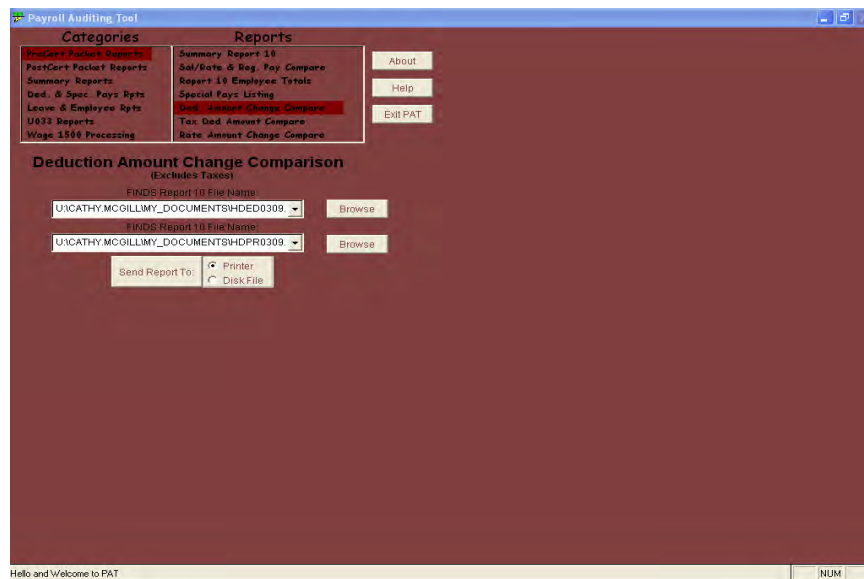 Payroll Auditing Tool
Categories
Reports
PreCert Packet Reports
PostCert Packet Reports
Summary Reports
Ded. & Spec. Pays Rpts
Leave & Employee Rpts
U033 Reports
Wage 1500 Processing
Summary Report 10
Sal/Rate & Reg. Pay Compare
Report 10 Employee Totals
Special Pays Listing
Ded. Amount Change Compare
Tax Ded Amount Compare
Rate Amount Change Compare
About
Help
Exit PAT
Deduction Amount Change Comparison
(Excludes Taxes)
FINDS Report 10 File Name:
U:\CATHY.MCGILL\MY_DOCUMENTS\HDED0309.
Browse
FINDS Report 10 File Name:
U:\CATHY.MCGILL\MY_DOCUMENTS\HDPR0309.
Browse
Send Report To:
Printer
Disk File
Hello and Welcome to PAT
NUM